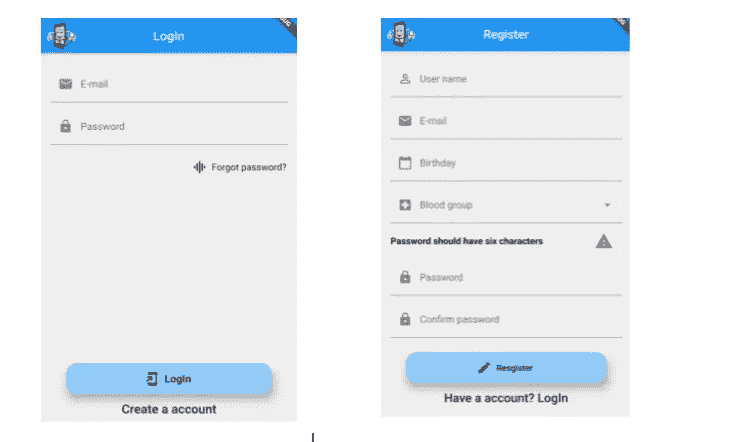 LogIn
E-mail
Password
Forgot password?
LogIn
Create a account
Register
User name
E-mail
Birthday
Blood group
Password should have six characters
Password
Confirm password
Resgister
Have a account? LogIn